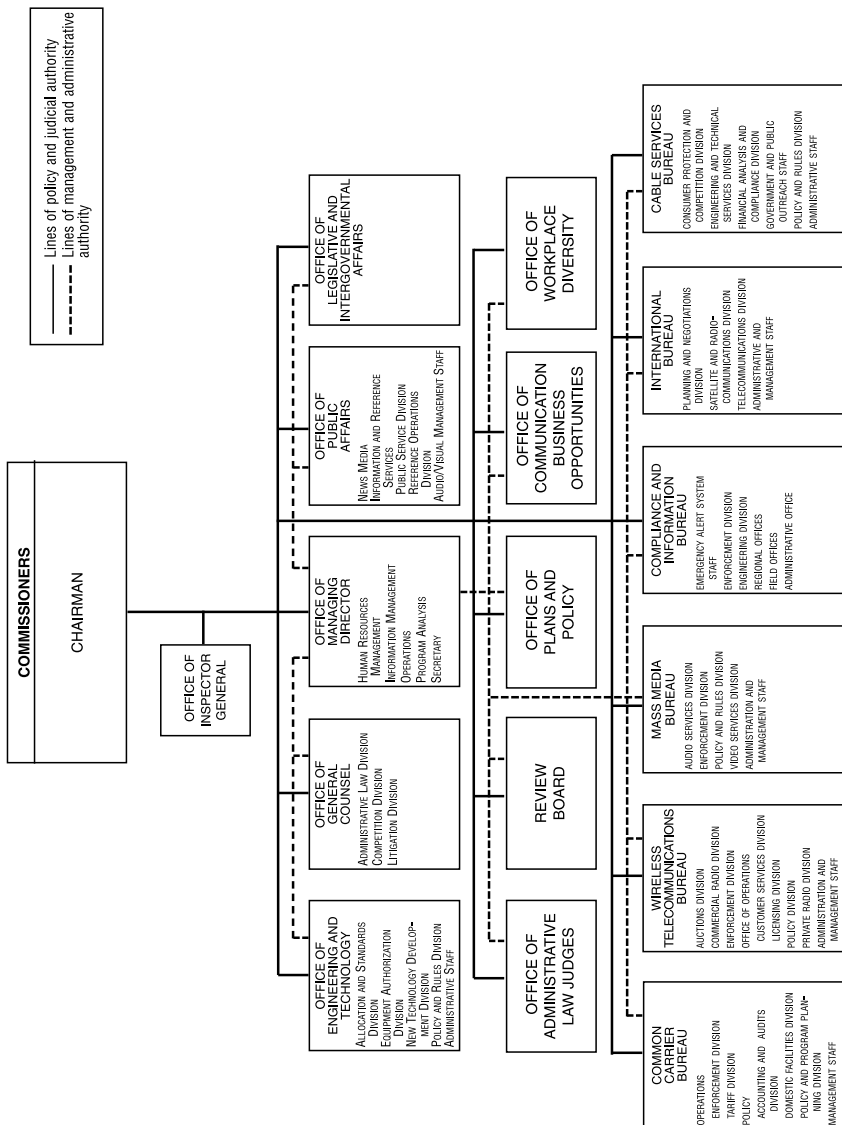 Lines of policy and judicial authority
Lines of management and administrative
authority
COMMISSIONERS
CHAIRMAN
OFFICE OF
INSPECTOR
GENERAL
OFFICE OF
ENGINEERING AND
TECHNOLOGY
ALLOCATION AND STANDARDS
DIVISION
EQUIPMENT AUTHORIZATION
DIVISION
NEW TECHNOLOGY DEVELOP-
MENT DIVISION
POLICY AND RULES DIVISION
ADMINISTRATIVE STAFF
OFFICE OF
GENERAL
COUNSEL
ADMINISTRATIVE LAW DIVISION
COMPETITION DIVISION
LITIGATION DIVISION
OFFICE OF
MANAGING
DIRECTOR
HUMAN RESOURCES
MANAGEMENT
INFORMATION MANAGEMENT
OPERATIONS
PROGRAM ANALYSIS
SECRETARY
OFFICE OF
PUBLIC
AFFAIRS
NEWS MEDIA
INFORMATION AND REFERENCE
SERVICES
PUBLIC SERVICE DIVISION
REFERENCE OPERATIONS
DIVISION
AUDIO/VISUAL MANAGEMENT STAFF
OFFICE OF
LEGISLATIVE AND
INTERGOVERNMENTAL
AFFAIRS
OFFICE OF
ADMINISTRATIVE
LAW JUDGES
REVIEW
BOARD
OFFICE OF
PLANS AND
POLICY
OFFICE OF
COMMUNICATION
BUSINESS
OPPORTUNITIES
OFFICE OF
WORKPLACE
DIVERSITY
COMMON
CARRIER
BUREAU
OPERATIONS
ENFORCEMENT DIVISION
TARIFF DIVISION
POLICY
ACCOUNTING AND AUDITS
DIVISION
DOMESTIC FACILITIES DIVISION
POLICY AND PROGRAM PLAN-
NING DIVISION
MANAGEMENT STAFF
WIRELESS
TELECOMMUNICATIONS
BUREAU
AUCTIONS DIVISION
COMMERCIAL RADIO DIVISION
ENFORCEMENT DIVISION
OFFICE OF OPERATIONS
CUSTOMER SERVICES DIVISION
LICENSING DIVISION
POLICY DIVISION
PRIVATE RADIO DIVISION
ADMINISTRATION AND
MANAGEMENT STAFF
MASS MEDIA
BUREAU
AUDIO SERVICES DIVISION
ENFORCEMENT DIVISION
POLICY AND RULES DIVISION
VIDEO SERVICES DIVISION
ADMINISTRATION AND
MANAGEMENT STAFF
COMPLIANCE AND
INFORMATION
BUREAU
EMERGENCY ALERT SYSTEM
STAFF
ENFORCEMENT DIVISION
ENGINEERING DIVISION
REGIONAL OFFICES
FIELD OFFICES
ADMINISTRATIVE OFFICE
INTERNATIONAL
BUREAU
PLANNING AND NEGOTIATIONS
DIVISION
SATELLITE AND RADIO-
COMMUNICATIONS DIVISION
TELECOMMUNICATIONS DIVISION
ADMINISTRATIVE AND
MANAGEMENT STAFF
CABLE SERVICES
BUREAU
CONSUMER PROTECTION AND
COMPETITION DIVISION
ENGINEERING AND TECHNICAL
SERVICES DIVISION
FINANCIAL ANALYSIS AND
COMPLIANCE DIVISION
GOVERNMENT AND PUBLIC
OUTREACH STAFF
POLICY AND RULES DIVISION
ADMINISTRATIVE STAFF